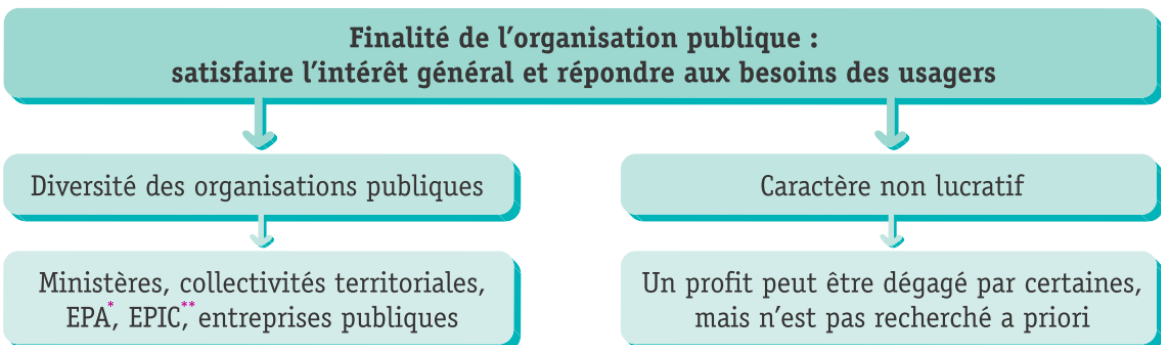 Finalité de l'organisation publique :
satisfaire l'intérêt général et répondre aux besoins des usagers
Diversité des organisations publiques
Caractère non lucratif
Ministères, collectivités territoriales,
EPA*, EPIC,** entreprises publiques
Un profit peut être dégagé par certaines,
mais n'est pas recherché a priori